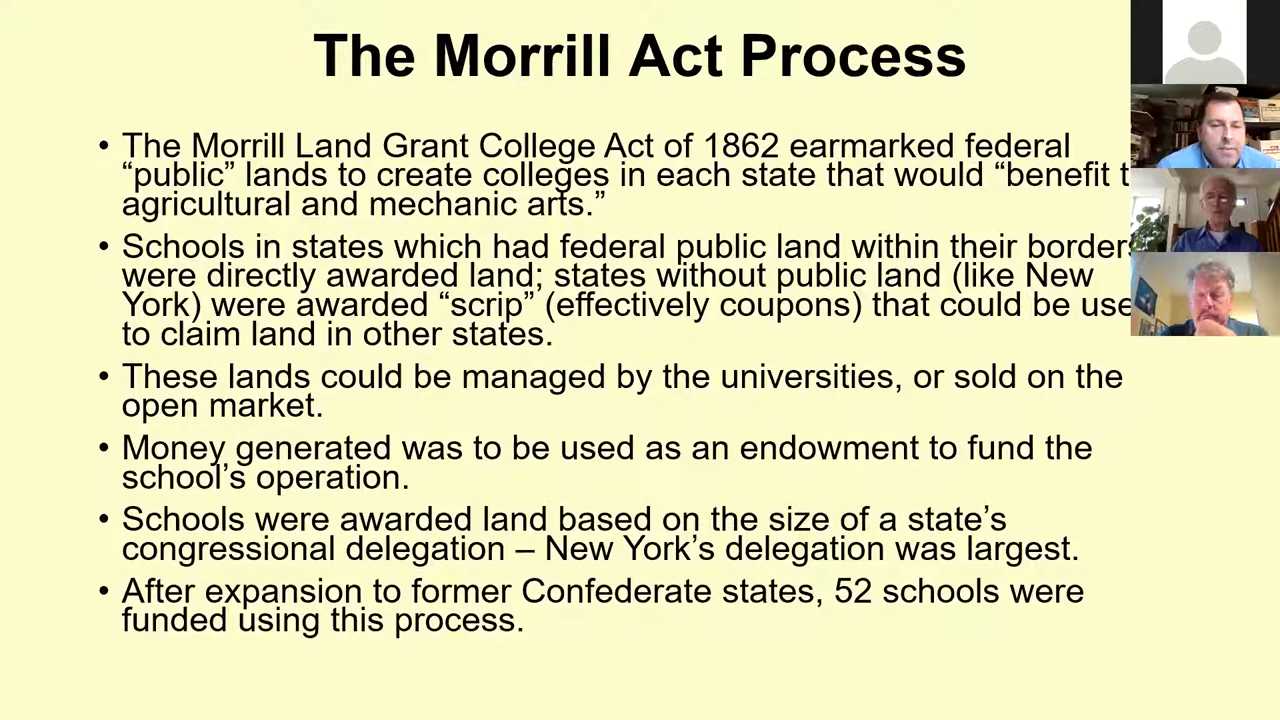 The Morrill Act Process
• The Morrill Land Grant College Act of 1862 earmarked federal
“public” lands to create colleges in each state that would “benefit t
agricultural and mechanic arts.”
• Schools in states which had federal public land within their borders
were directly awarded land; states without public land (like New
York) were awarded “scrip” (effectively coupons) that could be use
to claim land in other states.
• These lands could be managed by the universities, or sold on the
open market.
• Money generated was to be used as an endowment to fund the
school’s operation.
• Schools were awarded land based on the size of a state’s
congressional delegation – New York’s delegation was largest.
• After expansion to former Confederate states, 52 schools were
funded using this process.